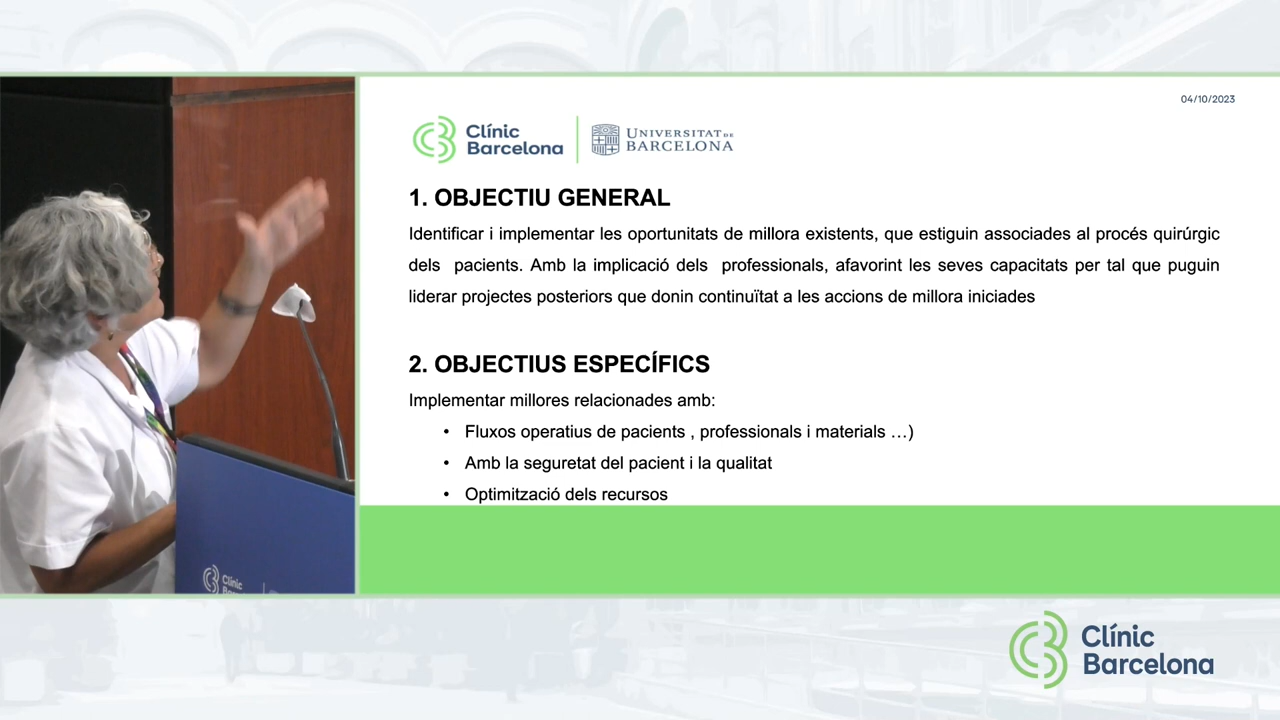 04/10/2023
Clínic
Barcelona
UNIVERSITAT DE
BARCELONA
1. OBJECTIU GENERAL
Identificar i implementar les oportunitats de millora existents, que estiguin associades al procés quirúrgic
dels pacients. Amb la implicació dels professionals, afavorint les seves capacitats per tal que puguin
liderar projectes posteriors que donin continuïtat a les accions de millora iniciades
2. OBJECTIUS ESPECÍFICS
Implementar millores relacionades amb:
• Fluxos operatius de pacients , professionals i materials …)
• Amb la seguretat del pacient i la qualitat
• Optimització dels recursos
Clínic
Clínic
Barcelona